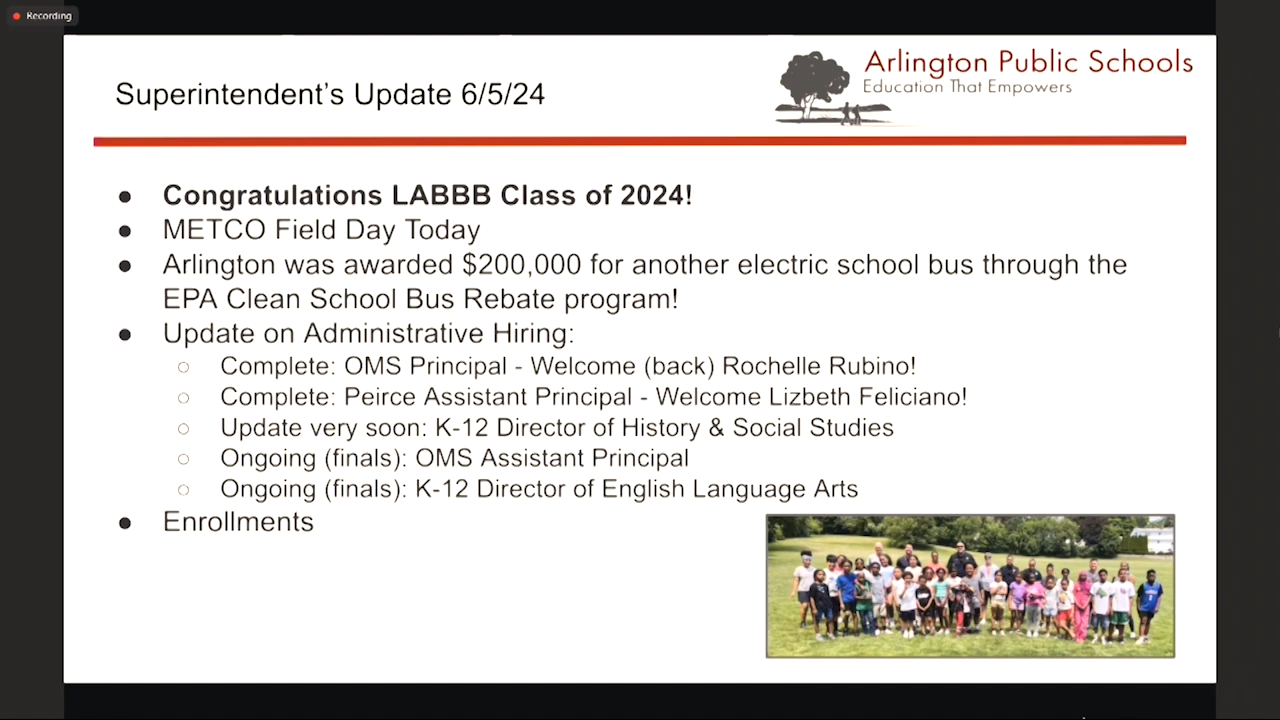 Recording
Arlington Public Schools
Education That Empowers
Superintendent's Update 6/5/24
● Congratulations LABBB Class of 2024!
● METCO Field Day Today
● Arlington was awarded $200,000 for another electric school bus through the
EPA Clean School Bus Rebate program!
● Update on Administrative Hiring:
○ Complete: OMS Principal - Welcome (back) Rochelle Rubino!
○ Complete: Peirce Assistant Principal - Welcome Lizbeth Feliciano!
○ Update very soon: K-12 Director of History & Social Studies
○ Ongoing (finals): OMS Assistant Principal
○ Ongoing (finals): K-12 Director of English Language Arts
● Enrollments